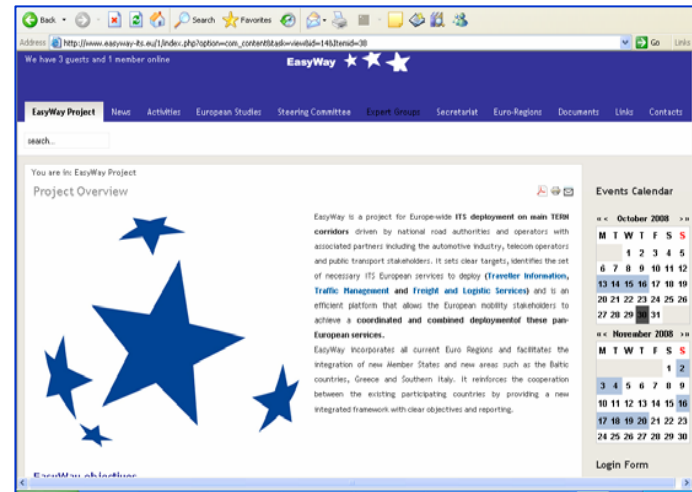 Back Search Favorites
Address http://www.easyway-its.eu/1/index.php?option=com_content&task=view&id=14&Itemid=38 Go Links
We have 3 guests and 1 member online
EasyWay
EasyWay Project News Activities European Studies Steering Committee Expert Groups Secretariat Euro-Regions Documents Links Contacts
search...
You are in: EasyWay Project
Project Overview
EasyWay is a project for Europe-wide ITS deployment on main TERN
corridors driven by national road authorities and operators with
associated partners including the automotive industry, telecom operators
and public transport stakeholders. It sets clear targets, identifies the set
of necessary ITS European services to deploy (Traveller Information,
Traffic Management and Freight and Logistic Services) and is an
efficient platform that allows the European mobility stakeholders to
achieve a coordinated and combined deploymentof these pan-
European services.
EasyWay incorporates all current Euro Regions and facilitates the
integration of new Member States and new areas such as the Baltic
countries, Greece and Southern Italy. It reinforces the cooperation
between the existing participating countries by providing a new
integrated framework with clear objectives and reporting.
EasyWay objectives
Events Calendar
« < October 2008 > »
M T W T F S S
1 2 3 4 5
6 7 8 9 10 11 12
13 14 15 16 17 18 19
20 21 22 23 24 25 26
27 28 29 30 31
« < November 2008 > »
M T W T F S S
1 2
3 4 5 6 7 8 9
10 11 12 13 14 15 16
17 18 19 20 21 22 23
24 25 26 27 28 29 30
Login Form